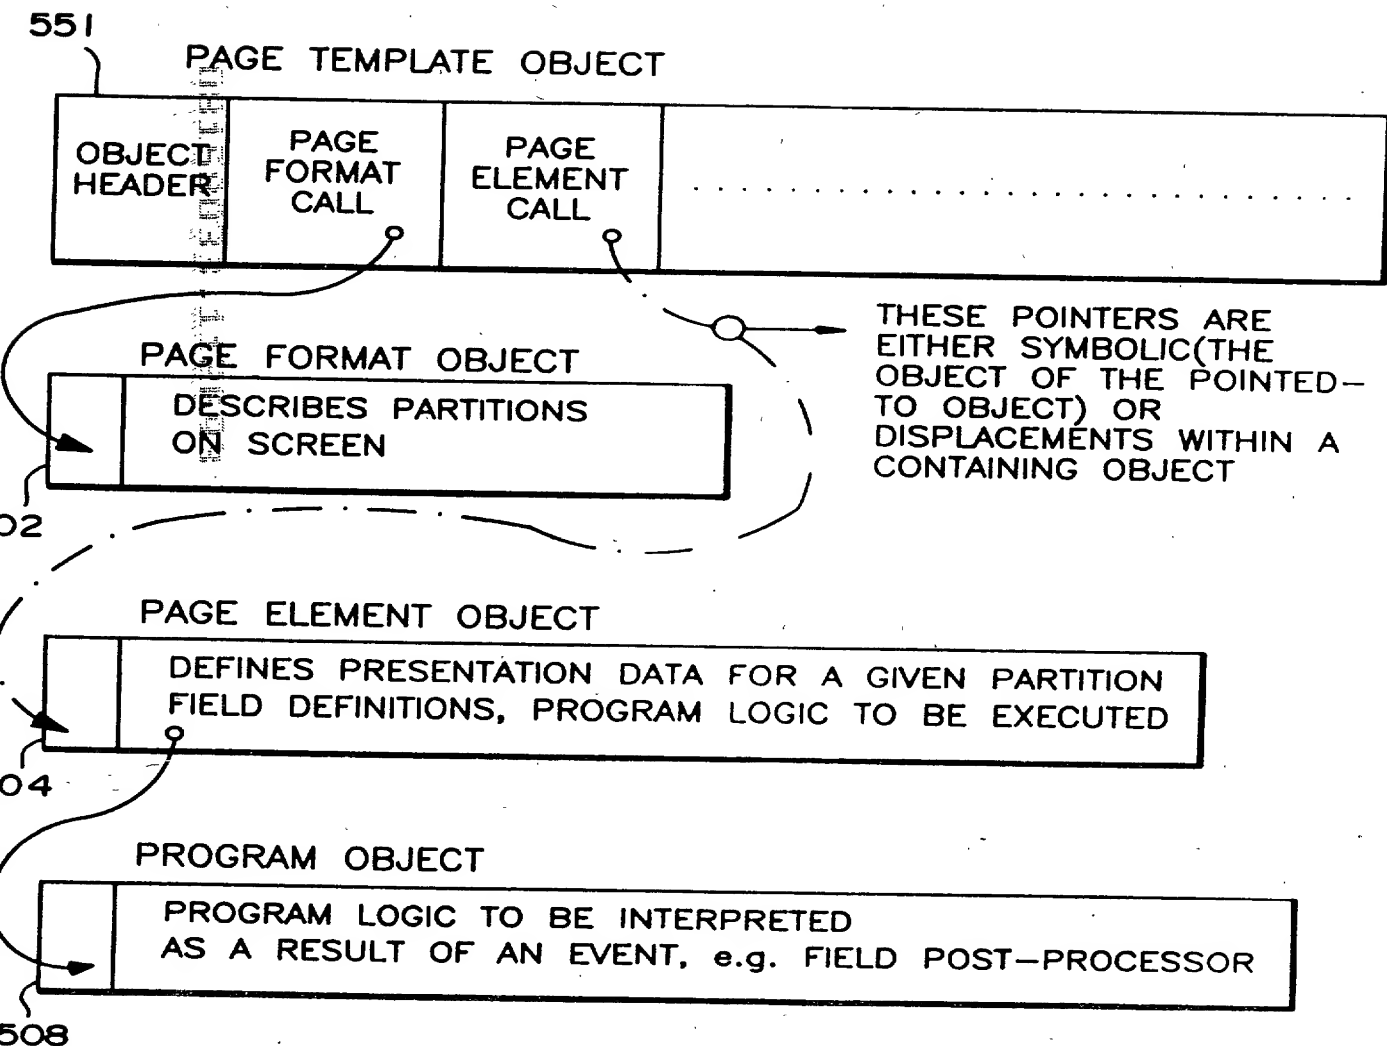 551
PAGE TEMPLATE OBJECT
OBJECT
HEADER
PAGE
FORMAT
CALL
PAGE
ELEMENT
CALL
THESE POINTERS ARE
EITHER SYMBOLIC(THE
OBJECT OF THE POINTED-
TO OBJECT) OR
DISPLACEMENTS WITHIN A
CONTAINING OBJECT
PAGE FORMAT OBJECT
DESCRIBES PARTITIONS
ON SCREEN
02
PAGE ELEMENT OBJECT
DEFINES PRESENTATION DATA FOR A GIVEN PARTITION
FIELD DEFINITIONS, PROGRAM LOGIC TO BE EXECUTED
04
PROGRAM OBJECT
PROGRAM LOGIC TO BE INTERPRETED
AS A RESULT OF AN EVENT, e.g. FIELD POST-PROCESSOR
508